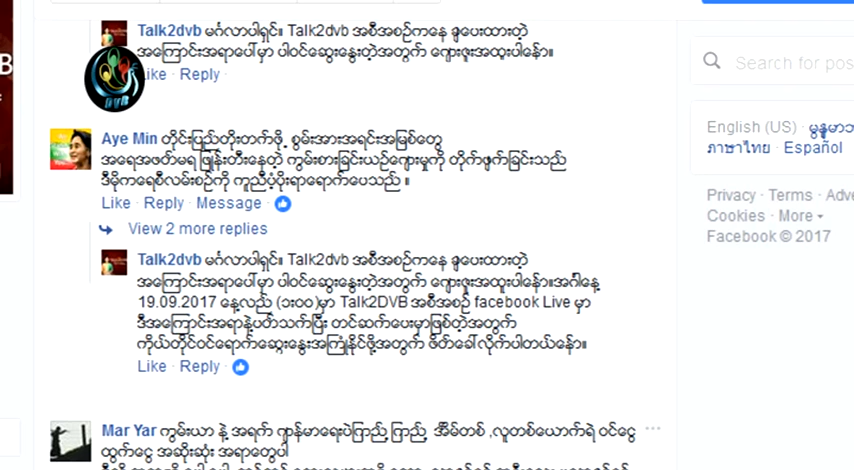 Talk2dvb မင်္ဂလာပါရှင်။ Talk2dvb အစီအစဉ်ကနေ ချပေးထားတဲ့
အကြောင်းအရာပေါ်မှာ ပါဝင်ဆွေးနွေးတဲ့အတွက် ကျေးဇူးအထူးပါနော်။
Like · Reply ·
DVB
Search for pos
Aye Min တိုင်းပြည်တိုးတက်ဖို့ စွမ်းအားအရင်းအမြစ်တွေ
အရေအဖတ်မရ ဖြုန်းတီးနေတဲ့ ကွမ်းစားခြင်းယဉ်ကျေးမှုကို တိုက်ဖျက်ခြင်းသည်
ဒီမိုကရေစီလမ်းစဉ်ကို ကူညီပံ့ပိုးရာရောက်ပေသည် ။
Like · Reply · Message ·
View 2 more replies
English (US) ·
ภาษาไทย · Español
Privacy · Terms · Adve
Cookies · More
Facebook © 2017
Talk2dvb မင်္ဂလာပါရှင်။ Talk2dvb အစီအစဉ်ကနေ ချပေးထားတဲ့
အကြောင်းအရာပေါ်မှာ ပါဝင်ဆွေးနွေးတဲ့အတွက် ကျေးဇူးအထူးပါနော်။အင်္ဂါနေ့
19.09.2017 နေ့လည် (၁းဝဝ)မှာ Talk2DVB အစီအစဉ် facebook Live မှာ
ဒီအကြောင်းအရာနဲ့ပတ်သက်ပြီး တင်ဆက်ပေးမှာဖြစ်တဲ့အတွက်
ကိုယ်တိုင်ဝင်ရောက်ဆွေးနွေးအကြုံနိုင်ဖို့အတွက် ဖိတ်ခေါ်လိုက်ပါတယ်နော်။
Like · Reply ·
Mar Yar ကွမ်းယာ နဲ့ အရက် ကျန်မာရေးပဲကြည့်ကြည့် အိမ်တစ် ,လူတစ်ယောက်ရဲ့ ဝင်ငွေ
ထွက်ငွေ အဆိုးဆုံး အရာတွေပါ